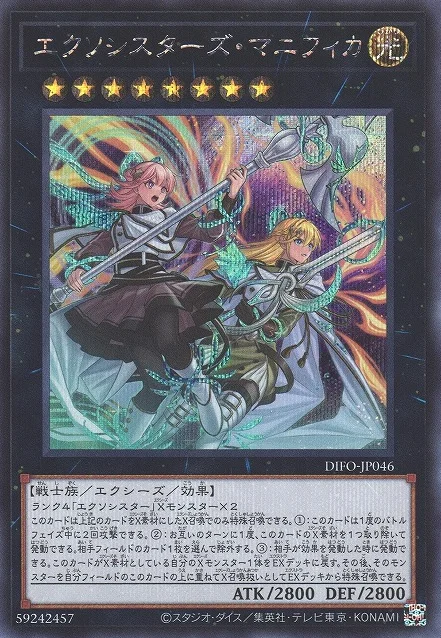 エクソシスターズ・マニフィカ
光
DIFO-JP046
【戦士族/エクシーズ/効果】
ランク4「エクソシスター」Xモンスター×2
このカードは上記のカードをX素材にしたX召喚でのみ特殊召喚できる。①:このカードは1度のバトル
フェイズ中に2回攻撃できる。②:お互いのターンに1度、このカードのX素材を1つ取り除いて
発動できる。相手フィールドのカード1枚を選んで除外する。③:相手が効果を発動した時に発動で
きる。このカードがX素材としている自分のXモンスター1体をEXデッキに戻す。その後、そのモン
スターを自分フィールドのこのカードの上に重ねてX召喚扱いとしてEXデッキから特殊召喚できる。
ATK/2800 DEF/2800
59242457
©スタジオ・ダイス/集英社・テレビ東京・KONAMI